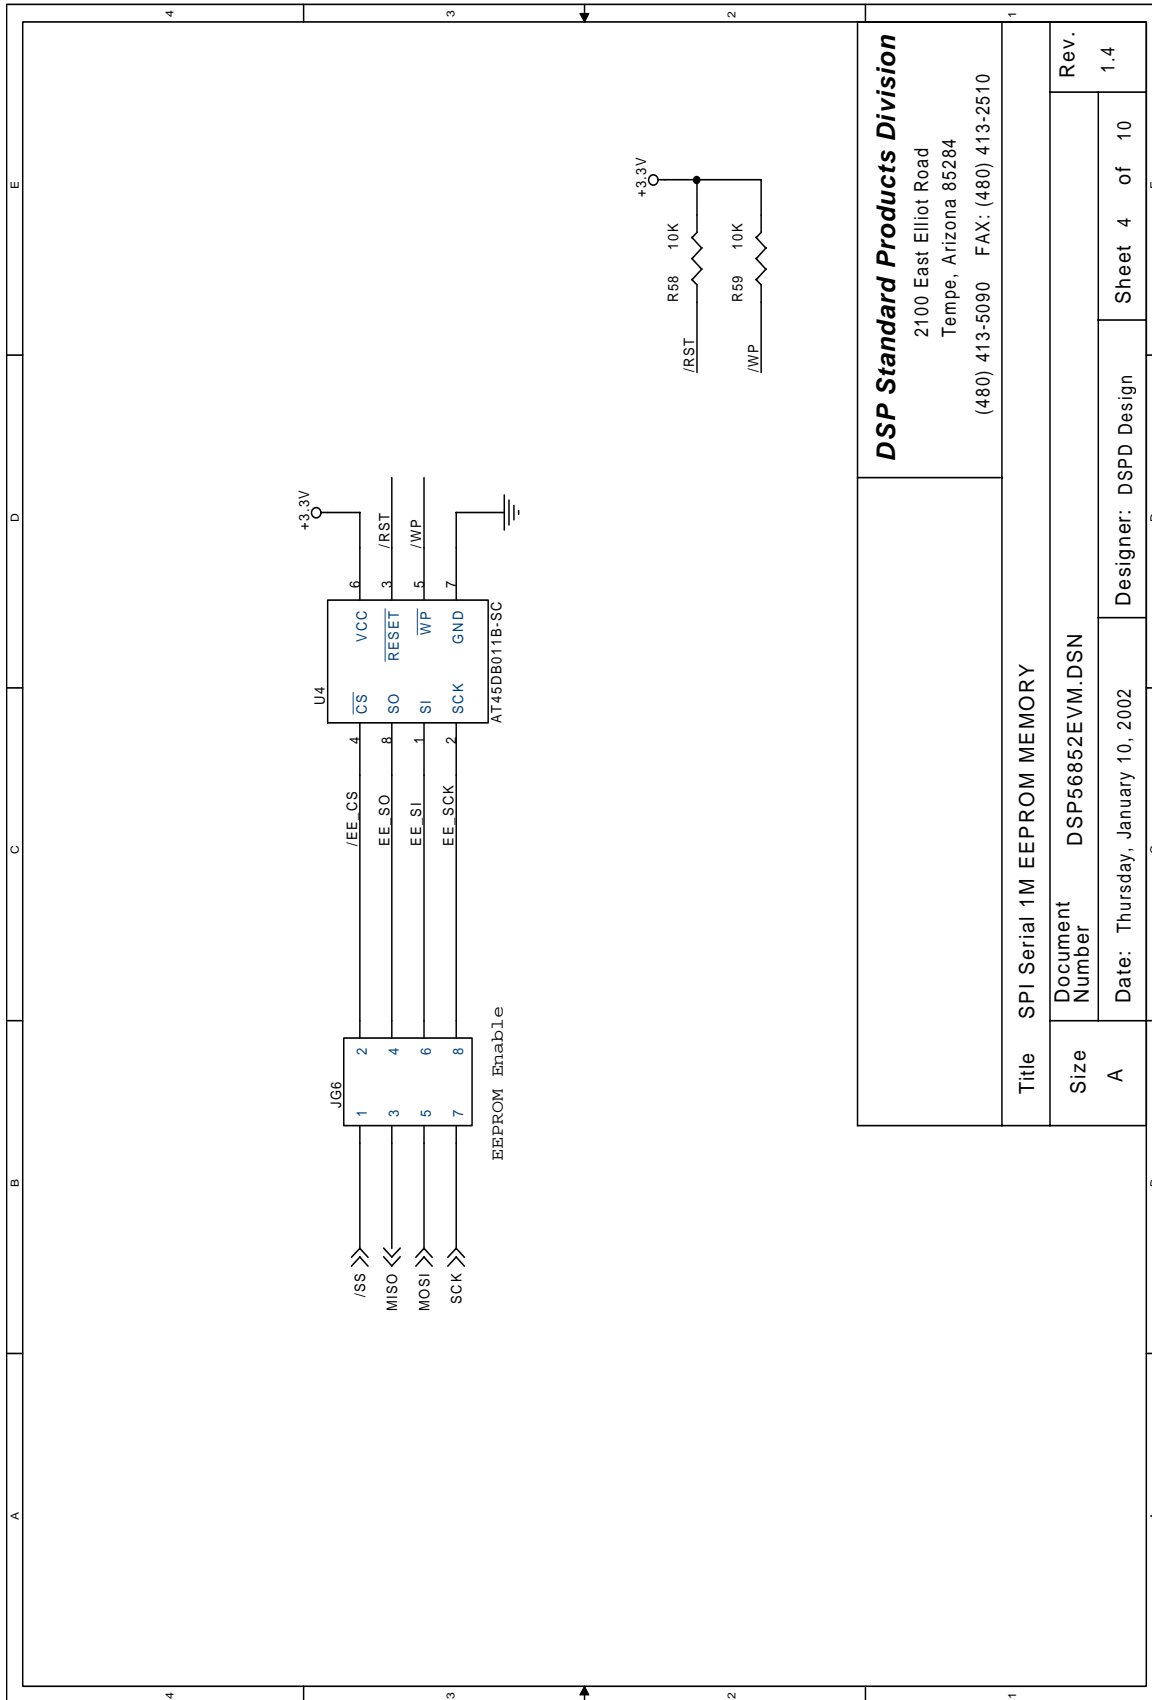 A
B
C
D
E
4
3
2
1
JG6
/SS 1 2 /EE_CS 4 CS
MISO 3 4 EE_SO 8 SO
MOSI 5 6 EE_SI 1 SI
SCK 7 8 EE_SCK 2 SCK
EEPROM Enable
U4
VCC 6 +3.3V
RESET 3 /RST
WP 5 /WP
GND 7
AT45DB011B-SC
+3.3V
/RST R58 10K
/WP R59 10K
DSP Standard Products Division
2100 East Elliot Road
Tempe, Arizona 85284
(480) 413-5090 FAX: (480) 413-2510
Title SPI Serial 1M EEPROM MEMORY
Size
A
Document
Number
DSP56852EVM.DSN
Rev.
1.4
Date: Thursday, January 10, 2002
Designer: DSPD Design
Sheet 4 of 10
4
3
2
1